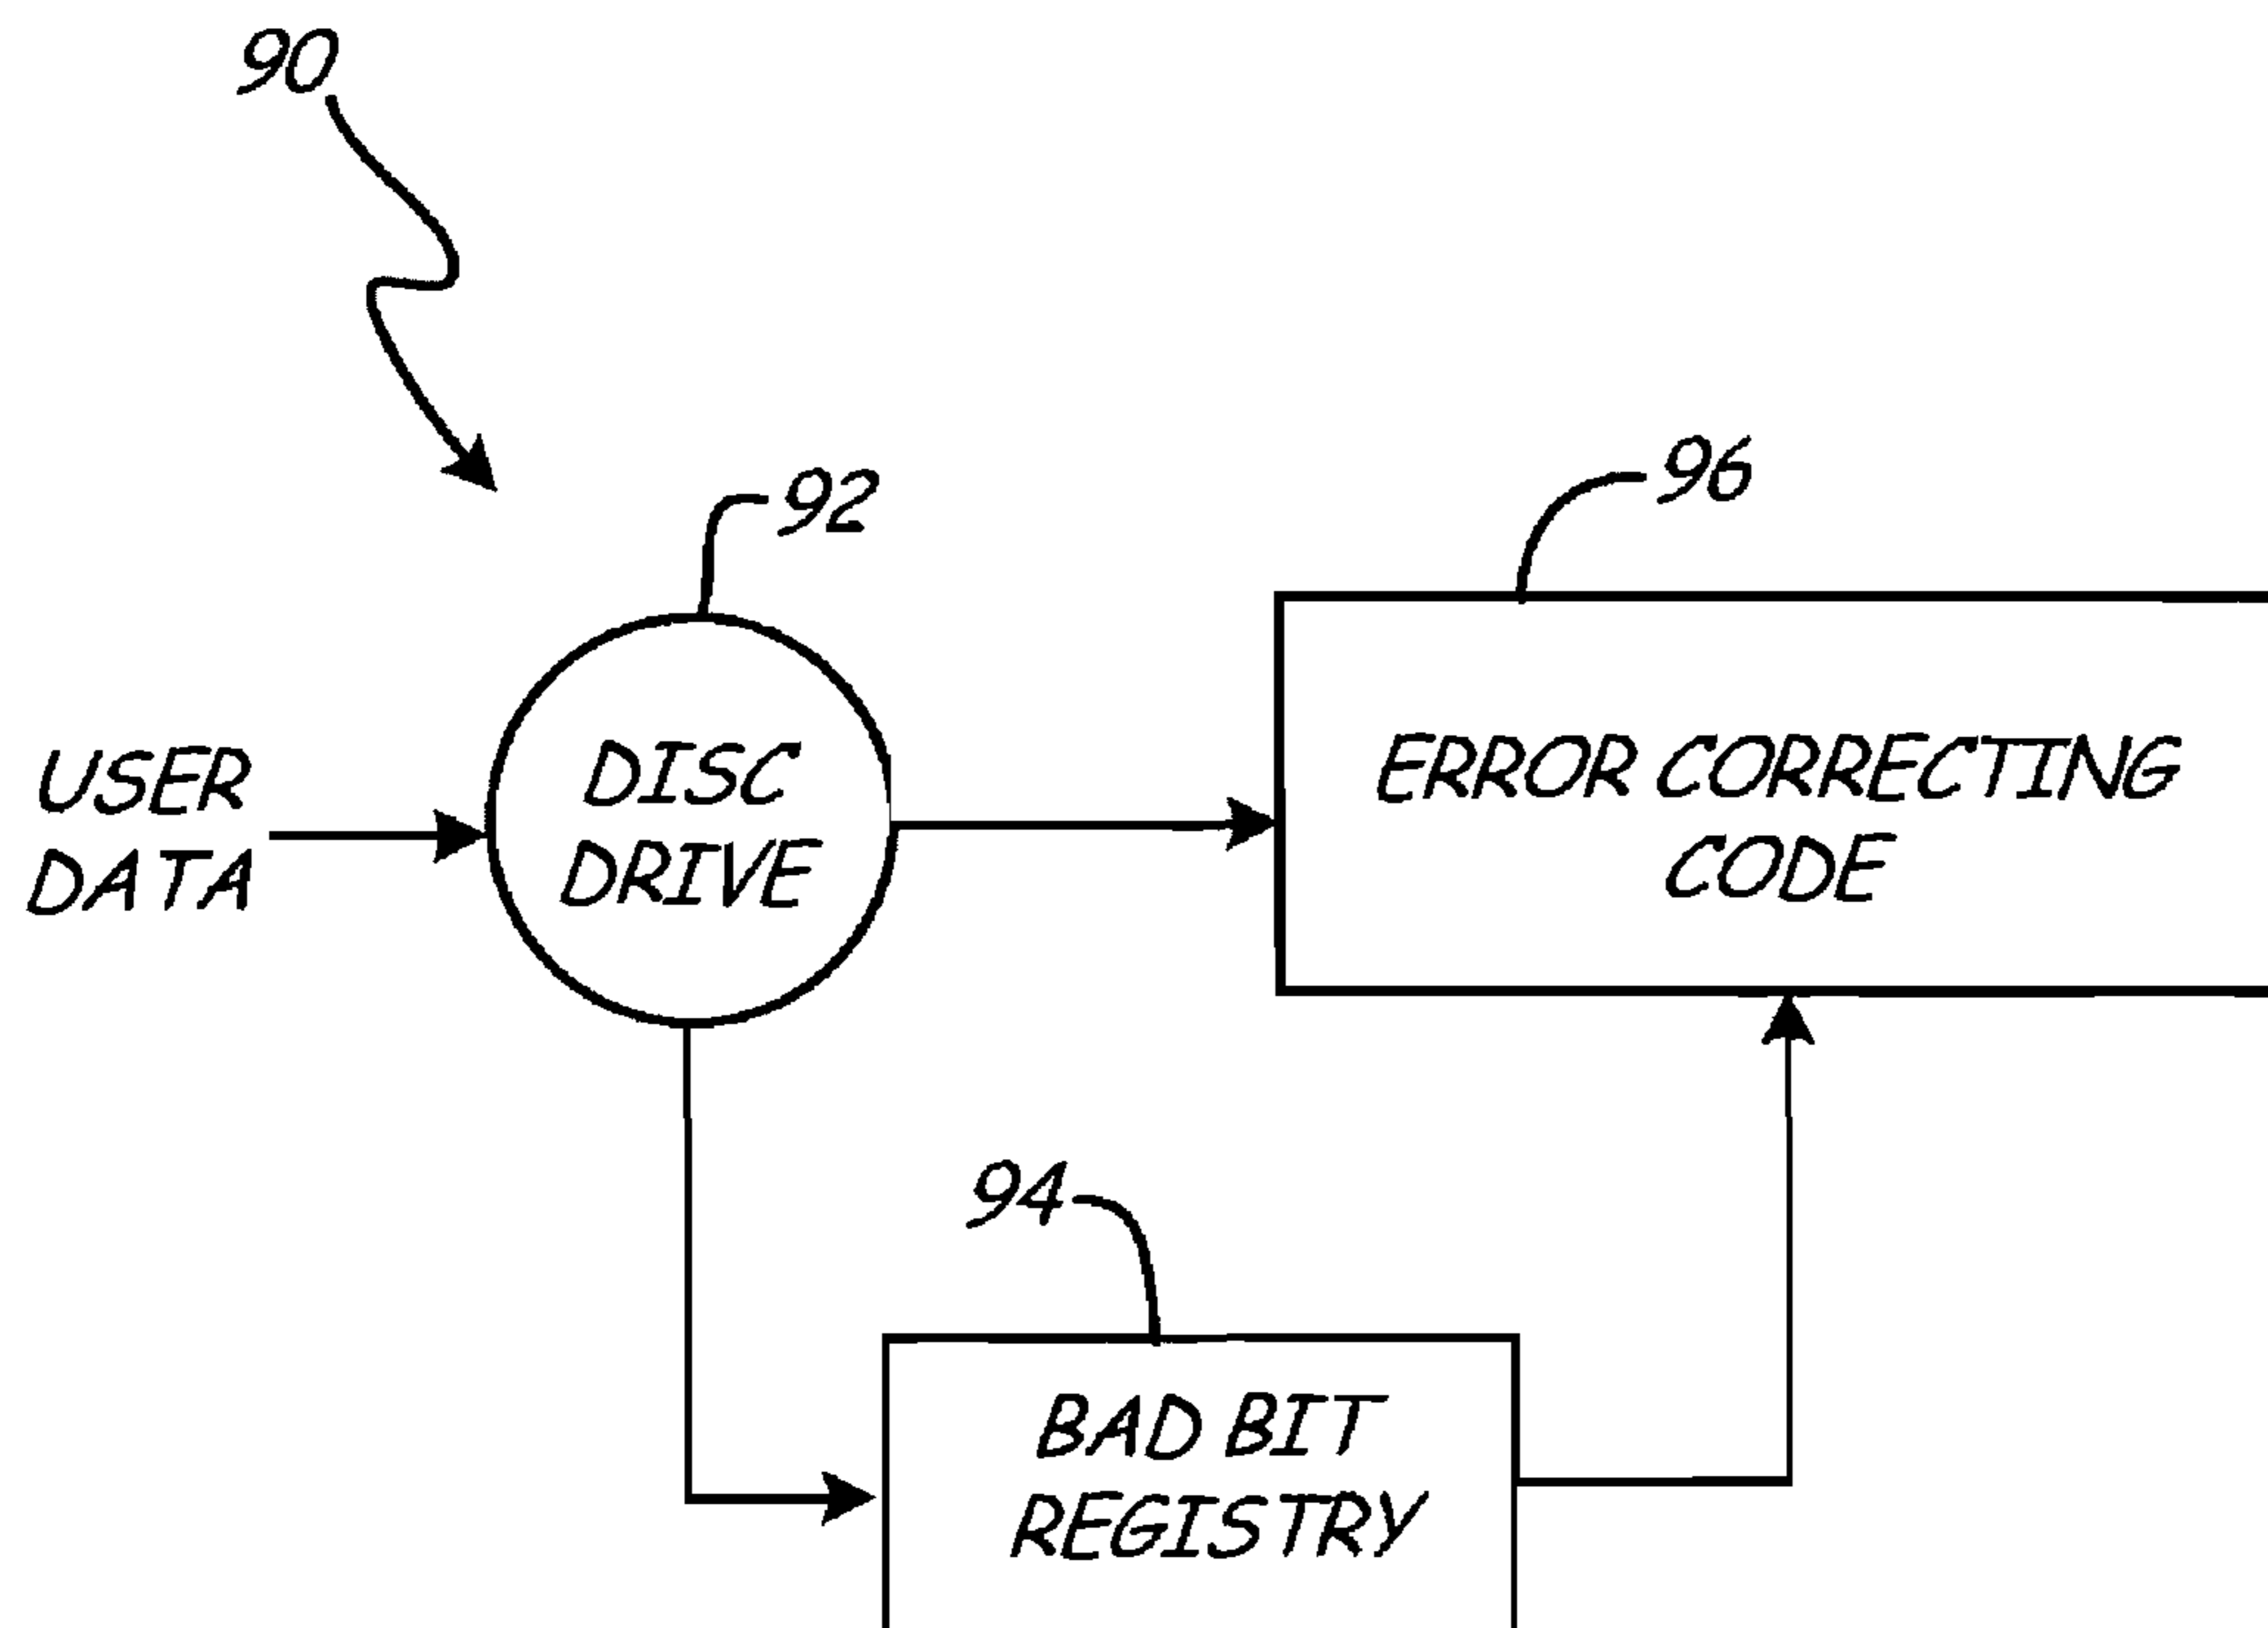 90
92
96
USER
DATA
DISC
DRIVE
ERROR CORRECTING
CODE
94
BAD BIT
REGISTRY